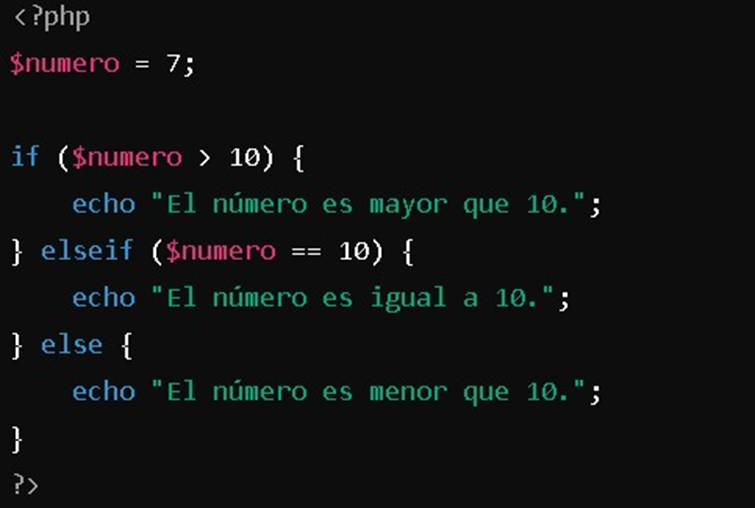 <?php
$numero = 7;
if ($numero > 10) {
    echo "El número es mayor que 10.";
} elseif ($numero == 10) {
    echo "El número es igual a 10.";
} else {
    echo "El número es menor que 10.";
}
?>